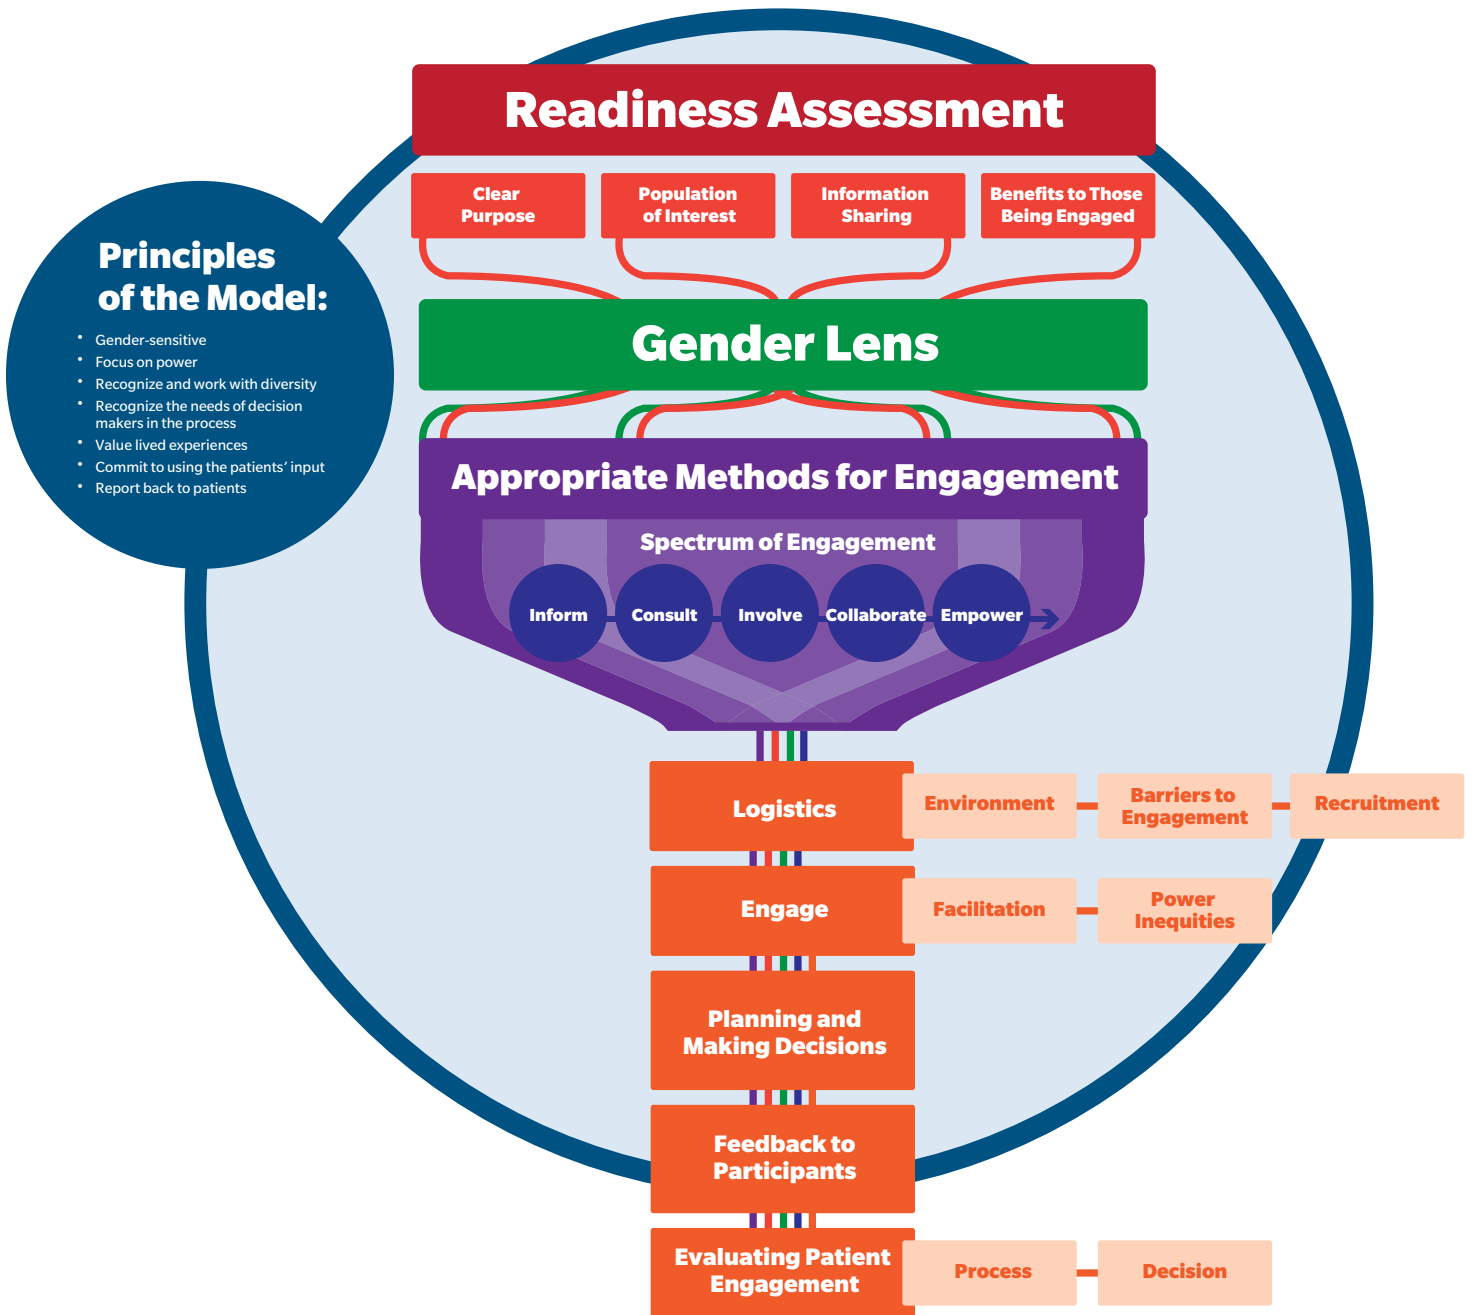 Readiness Assessment
Clear
Purpose
Population
of Interest
Information
Sharing
Benefits to Those
Being Engaged
Principles
of the Model:
• Gender-sensitive
• Focus on power
• Recognize and work with diversity
• Recognize the needs of decision
makers in the process
• Value lived experiences
• Commit to using the patients’ input
• Report back to patients
Gender Lens
Appropriate Methods for Engagement
Spectrum of Engagement
Inform
Consult
Involve
Collaborate
Empower
Logistics
Environment
Barriers to
Engagement
Recruitment
Engage
Facilitation
Power
Inequities
Planning and
Making Decisions
Feedback to
Participants
Evaluating Patient
Engagement
Process
Decision